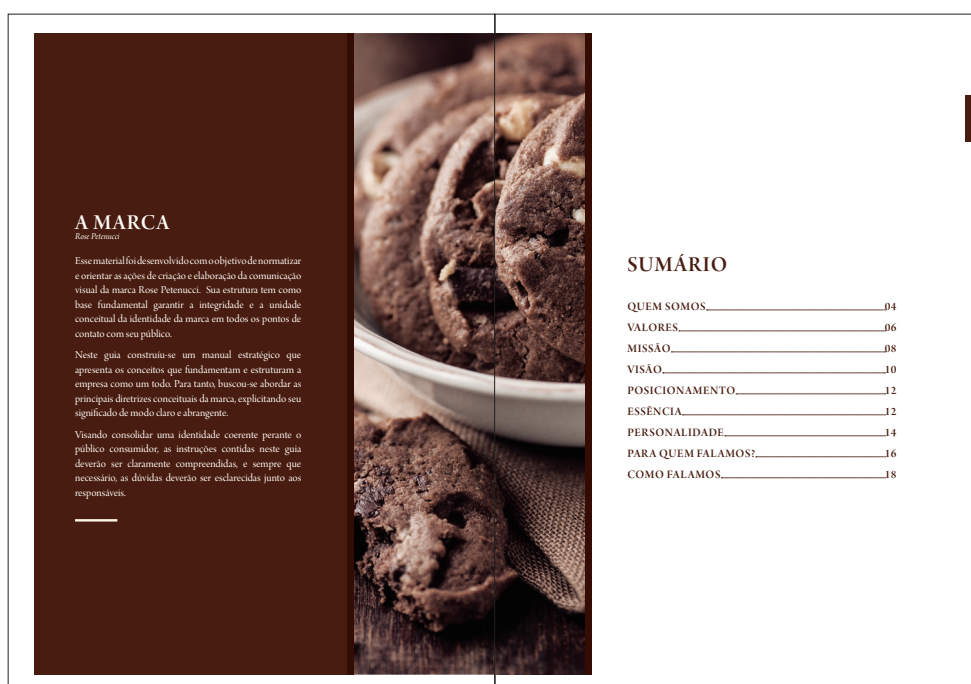 A MARCA
Rose Petenucci
Esse material foi desenvolvido com o objetivo de normatizar
e orientar as ações de criação e elaboração da comunicação
visual da marca Rose Petenucci. Sua estrutura tem como
base fundamental garantir a integridade e a unidade
conceitual da identidade da marca em todos os pontos de
contato com seu público.
Neste guia construiu-se um manual estratégico que
apresenta os conceitos que fundamentam e estruturam a
empresa como um todo. Para tanto, buscou-se abordar as
principais diretrizes conceituais da marca, explicitando seu
significado de modo claro e abrangente.
Visando consolidar uma identidade coerente perante o
público consumidor, as instruções contidas neste guia
deverão ser claramente compreendidas, e sempre que
necessário, as dúvidas deverão ser esclarecidas junto aos
responsáveis.
SUMÁRIO
QUEM SOMOS 04
VALORES 06
MISSÃO 08
VISÃO 10
POSICIONAMENTO 12
ESSÊNCIA 12
PERSONALIDADE 14
PARA QUEM FALAMOS? 16
COMO FALAMOS 18